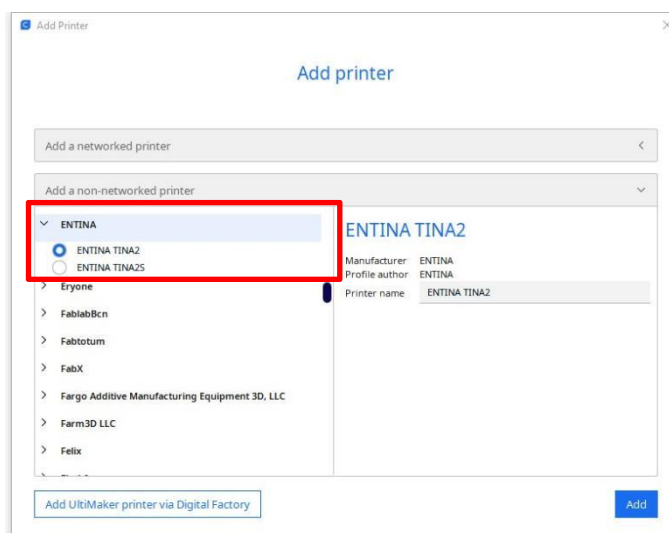 Add Printer
Add printer
Add a networked printer
Add a non-networked printer
ENTINA
ENTINA TINA2
ENTINA TINA2S
Eryone
FablabBcn
Fabtotum
FabX
Fargo Additive Manufacturing Equipment 3D, LLC
Farm3D LLC
Felix
ENTINA TINA2
Manufacturer ENTINA
Profile author ENTINA
Printer name ENTINA TINA2
Add UltiMaker printer via Digital Factory
Add